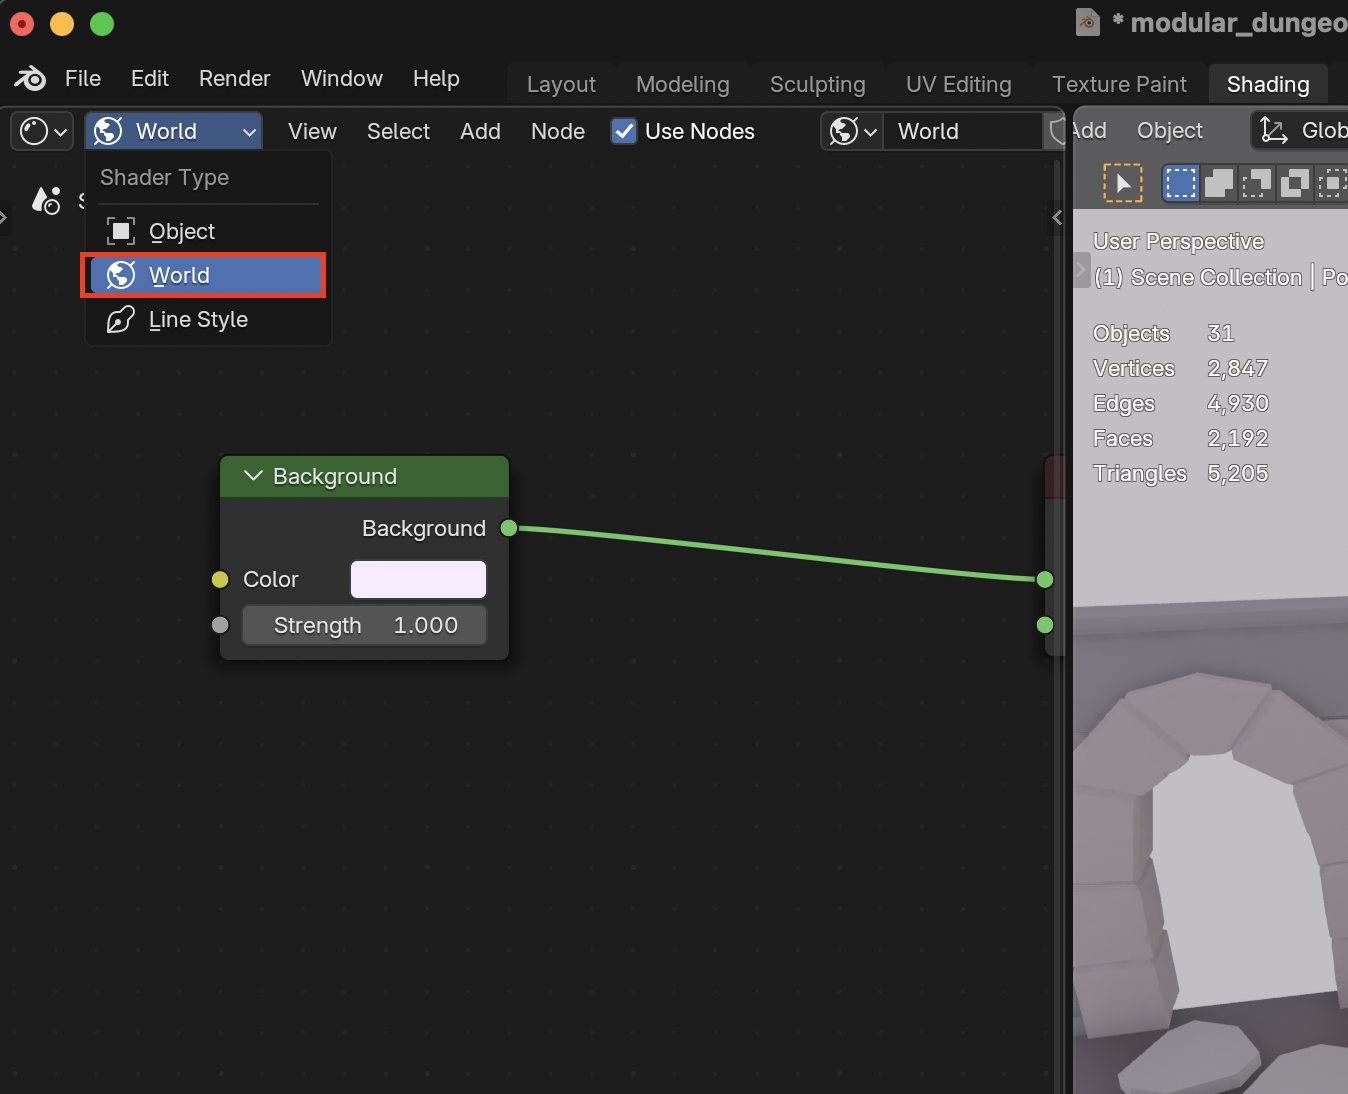 * modular_dungeo
File Edit Render Window Help Layout Modeling Sculpting UV Editing Texture Paint Shading
World View Select Add Node Use Nodes World Add Object Glob
Shader Type
Object
World
Line Style
User Perspective
(1) Scene Collection | Po
Objects 31
Vertices 2,847
Edges 4,930
Faces 2,192
Triangles 5,205
Background
Background
Color
Strength 1.000